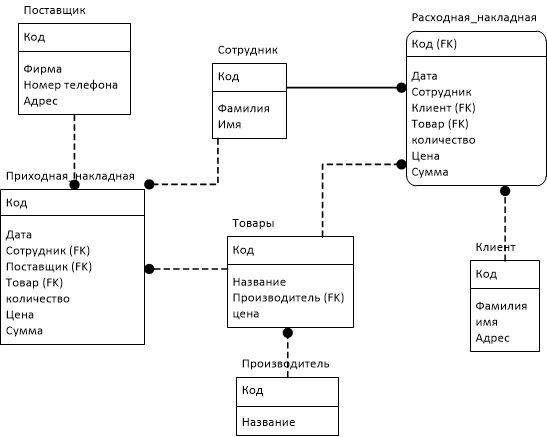 Поставщик
Код
Фирма
Номер телефона
Адрес
Сотрудник
Код
Фамилия
Имя
Расходная_накладная
Код (FK)
Дата
Сотрудник
Клиент (FK)
Товар (FK)
количество
Цена
Сумма
Приходная_накладная
Код
Дата
Сотрудник (FK)
Поставщик (FK)
Товар (FK)
количество
Цена
Сумма
Товары
Код
Название
Производитель (FK)
цена
Клиент
Код
Фамилия
имя
Адрес
Производитель
Код
Название